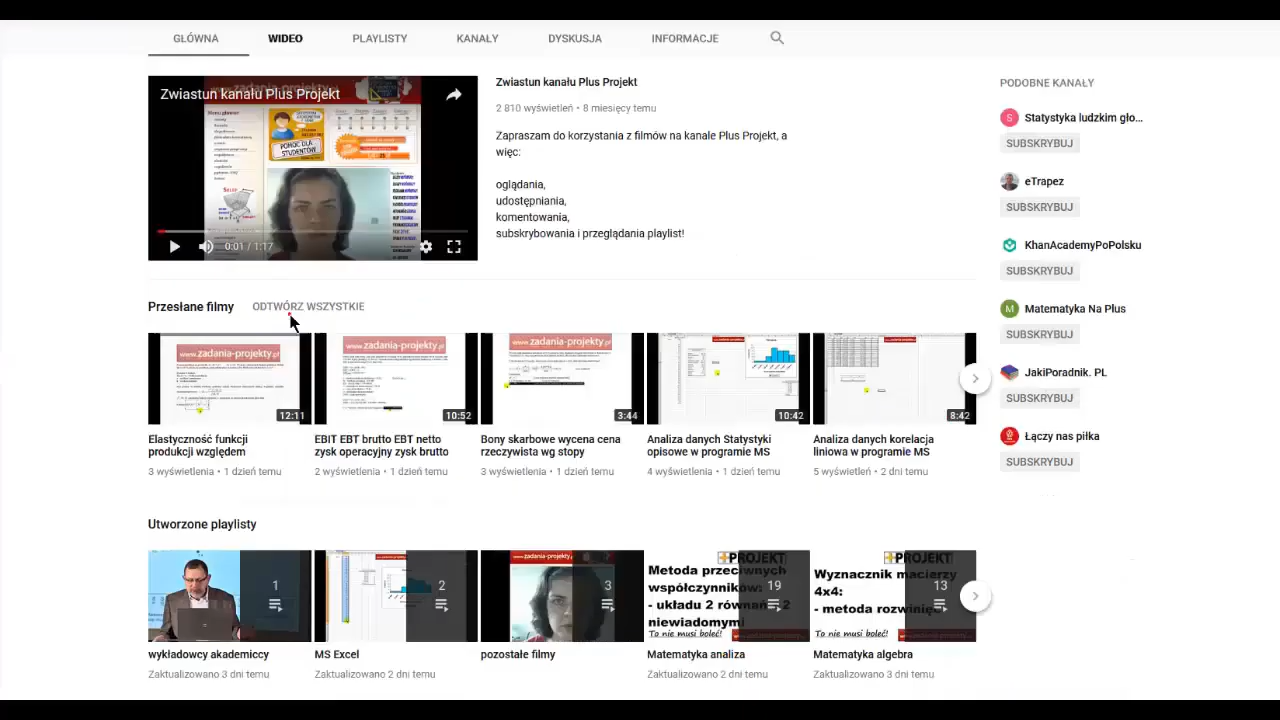 GŁÓWNA
WIDEO
PLAYLISTY
KANAŁY
DYSKUSJA
INFORMACJE
Zwiastun kanału Plus Projekt
POMOC DLA
STUDENTÓW
0:01 / 1:17
Zwiastun kanału Plus Projekt
2 810 wyświetleń • 8 miesięcy temu
Zapraszam do korzystania z filmów na kanale Plus Projekt, a
więc:
oglądania,
udostępniania,
komentowania,
subskrybowania i przeglądania playlist!
PODOBNE KANAŁY
S
Statystyka ludzkim gło...
SUBSKRYBUJ
eTrapez
SUBSKRYBUJ
KhanAcademyPoPolsku
SUBSKRYBUJ
M
Matematyka Na Plus
SUBSKRYBUJ
JakiPoradnik. PL
SUBSKRYBUJ
Łączy nas piłka
SUBSKRYBUJ
Przesłane filmy
ODTWÓRZ WSZYSTKIE
www.zadania-projekty.pl
12:11
Elastyczność funkcji
produkcji względem
3 wyświetlenia • 1 dzień temu
www.zadania-projekty.pl
10:52
EBIT EBT brutto EBT netto
zysk operacyjny zysk brutto
2 wyświetlenia • 1 dzień temu
www.zadania-projekty.pl
3:44
Bony skarbowe wycena cena
rzeczywista wg stopy
3 wyświetlenia • 1 dzień temu
10:42
Analiza danych Statystyki
opisowe w programie MS
4 wyświetlenia • 1 dzień temu
8:42
Analiza danych korelacja
liniowa w programie MS
5 wyświetleń • 2 dni temu
Utworzone playlisty
1
wykładowcy akademiccy
Zaktualizowano 3 dni temu
2
MS Excel
Zaktualizowano 2 dni temu
www.zadania-projekty.pl
3
pozostałe filmy
PROJEKT
Metoda przeciwnych
współczynników:
- układu 2 równań 2
niewiadomymi
To nie musi boleć!
19
Matematyka analiza
Zaktualizowano 2 dni temu
PROJEKT
Wyznacznik macierzy
4x4:
- metoda rozwinięc
To nie musi boleć!
13
Matematyka algebra
Zaktualizowano 3 dni temu